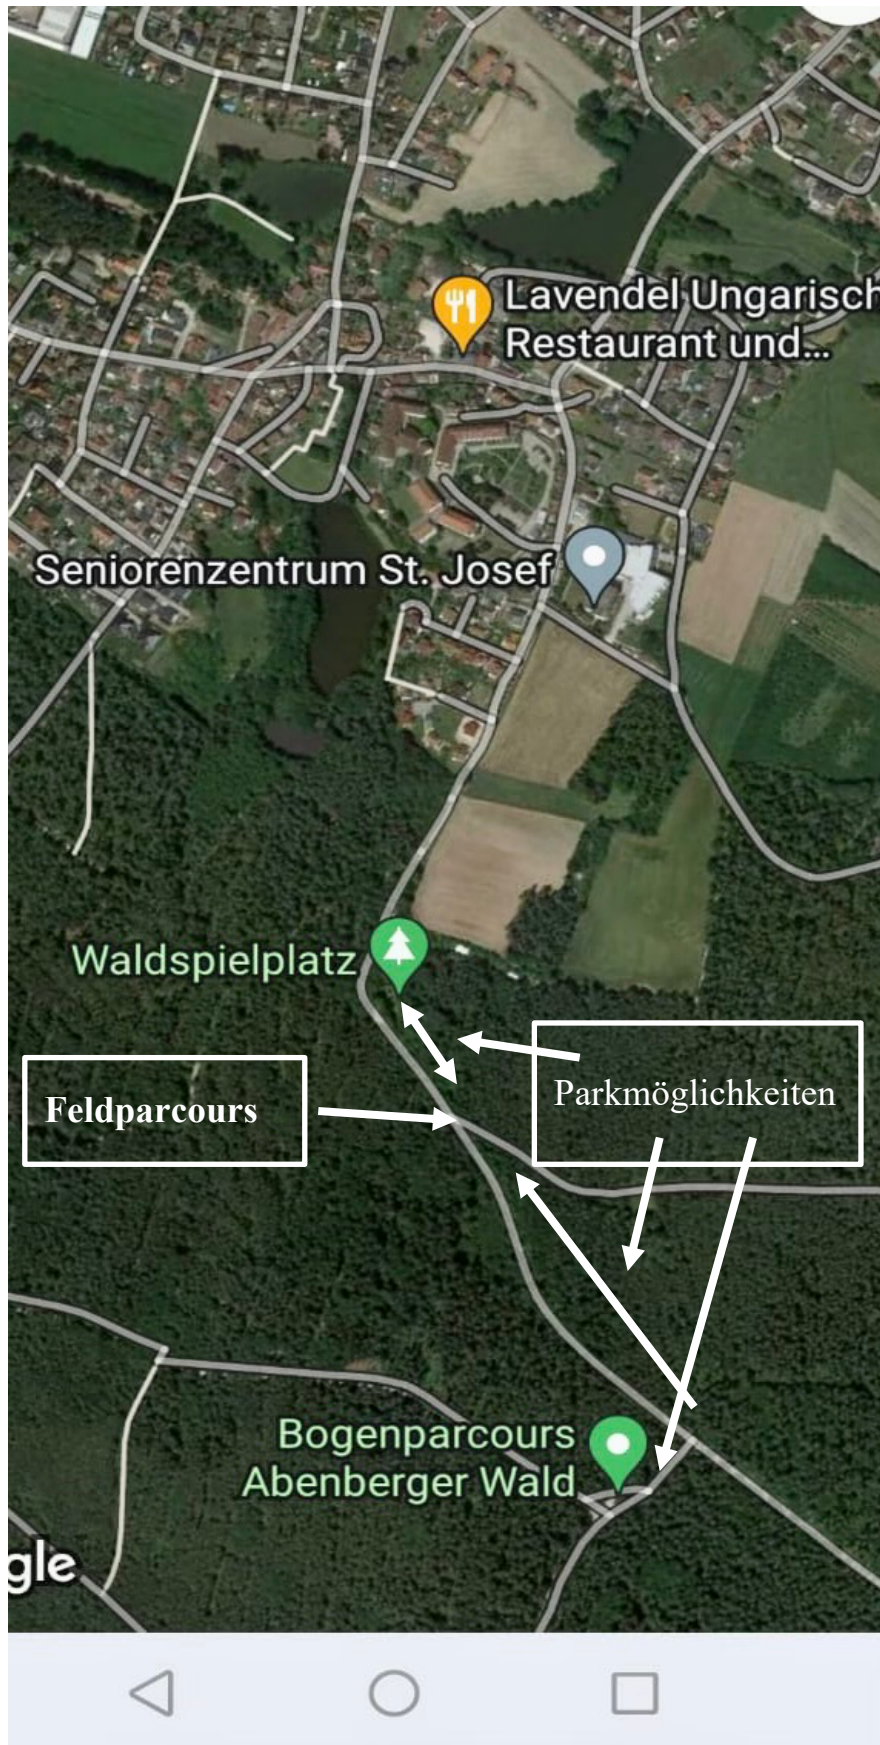 Lavendel Ungarisch
Restaurant und...
Seniorenzentrum St. Josef
Waldspielplatz
Feldparcours
Parkmöglichkeiten
Bogenparcours
Abenberger Wald
gle